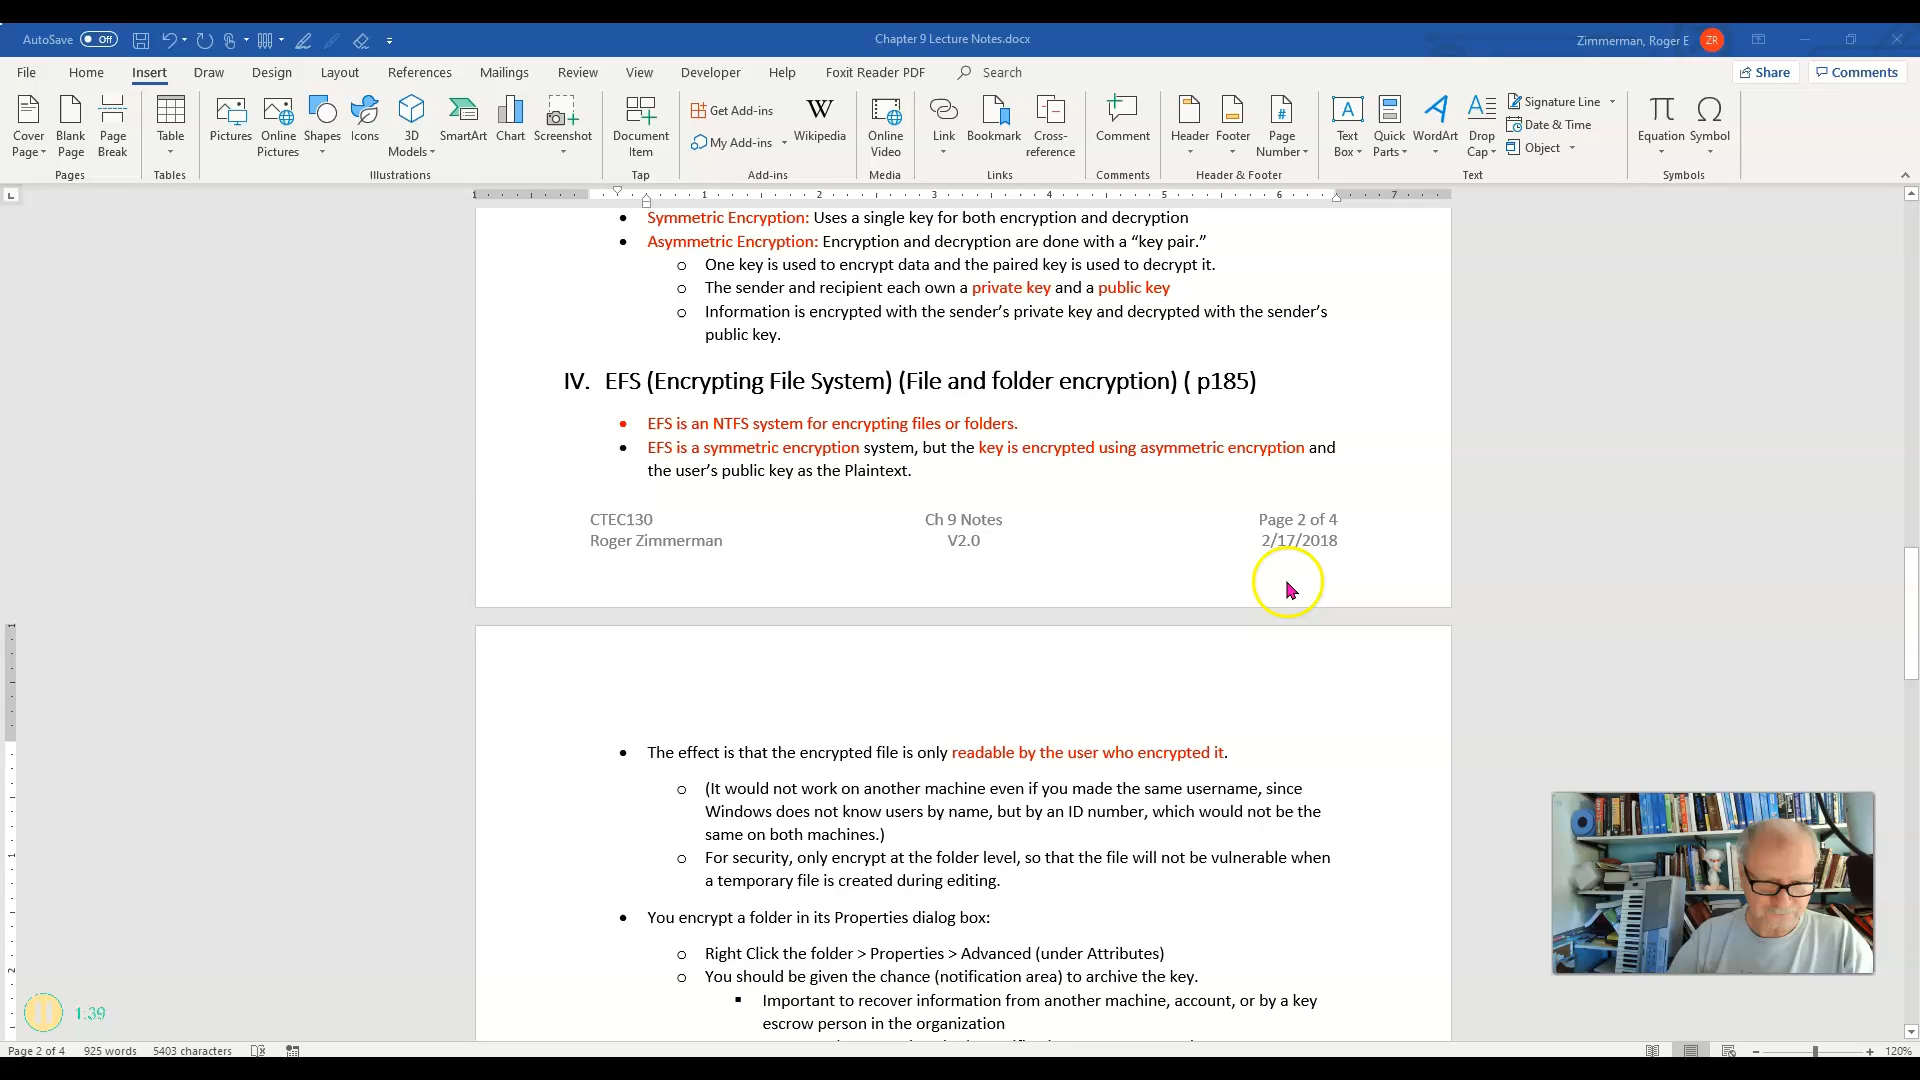 AutoSave Off
Chapter 9 Lecture Notes.docx
Zimmerman, Roger E ZR
File Home Insert Draw Design Layout References Mailings Review View Developer Help Foxit Reader PDF Search
Share Comments
Cover Page
Blank Page
Page Break
Table
Pictures
Online Pictures
Shapes
Icons
3D Models
SmartArt
Chart
Screenshot
Document Item
Get Add-ins
My Add-ins
W
Wikipedia
Online Video
Link
Bookmark
Cross-reference
Comment
Header
Footer
Page Number
Text Box
Quick Parts
WordArt
Drop Cap
Signature Line
Date & Time
Object
Equation
Symbol
Pages Tables Illustrations Tap Add-ins Media Links Comments Header & Footer Text Symbols
1 1 2 3 4 5 6 7
• Symmetric Encryption: Uses a single key for both encryption and decryption
• Asymmetric Encryption: Encryption and decryption are done with a “key pair.”
o One key is used to encrypt data and the paired key is used to decrypt it.
o The sender and recipient each own a private key and a public key
o Information is encrypted with the sender’s private key and decrypted with the sender’s
public key.
IV. EFS (Encrypting File System) (File and folder encryption) ( p185)
• EFS is an NTFS system for encrypting files or folders.
• EFS is a symmetric encryption system, but the key is encrypted using asymmetric encryption and
the user’s public key as the Plaintext.
CTEC130 Ch 9 Notes Page 2 of 4
Roger Zimmerman V2.0 2/17/2018
• The effect is that the encrypted file is only readable by the user who encrypted it.
o (It would not work on another machine even if you made the same username, since
Windows does not know users by name, but by an ID number, which would not be the
same on both machines.)
o For security, only encrypt at the folder level, so that the file will not be vulnerable when
a temporary file is created during editing.
• You encrypt a folder in its Properties dialog box:
o Right Click the folder > Properties > Advanced (under Attributes)
o You should be given the chance (notification area) to archive the key.
▪ Important to recover information from another machine, account, or by a key
escrow person in the organization
1.39
Page 2 of 4 925 words 5403 characters 120%